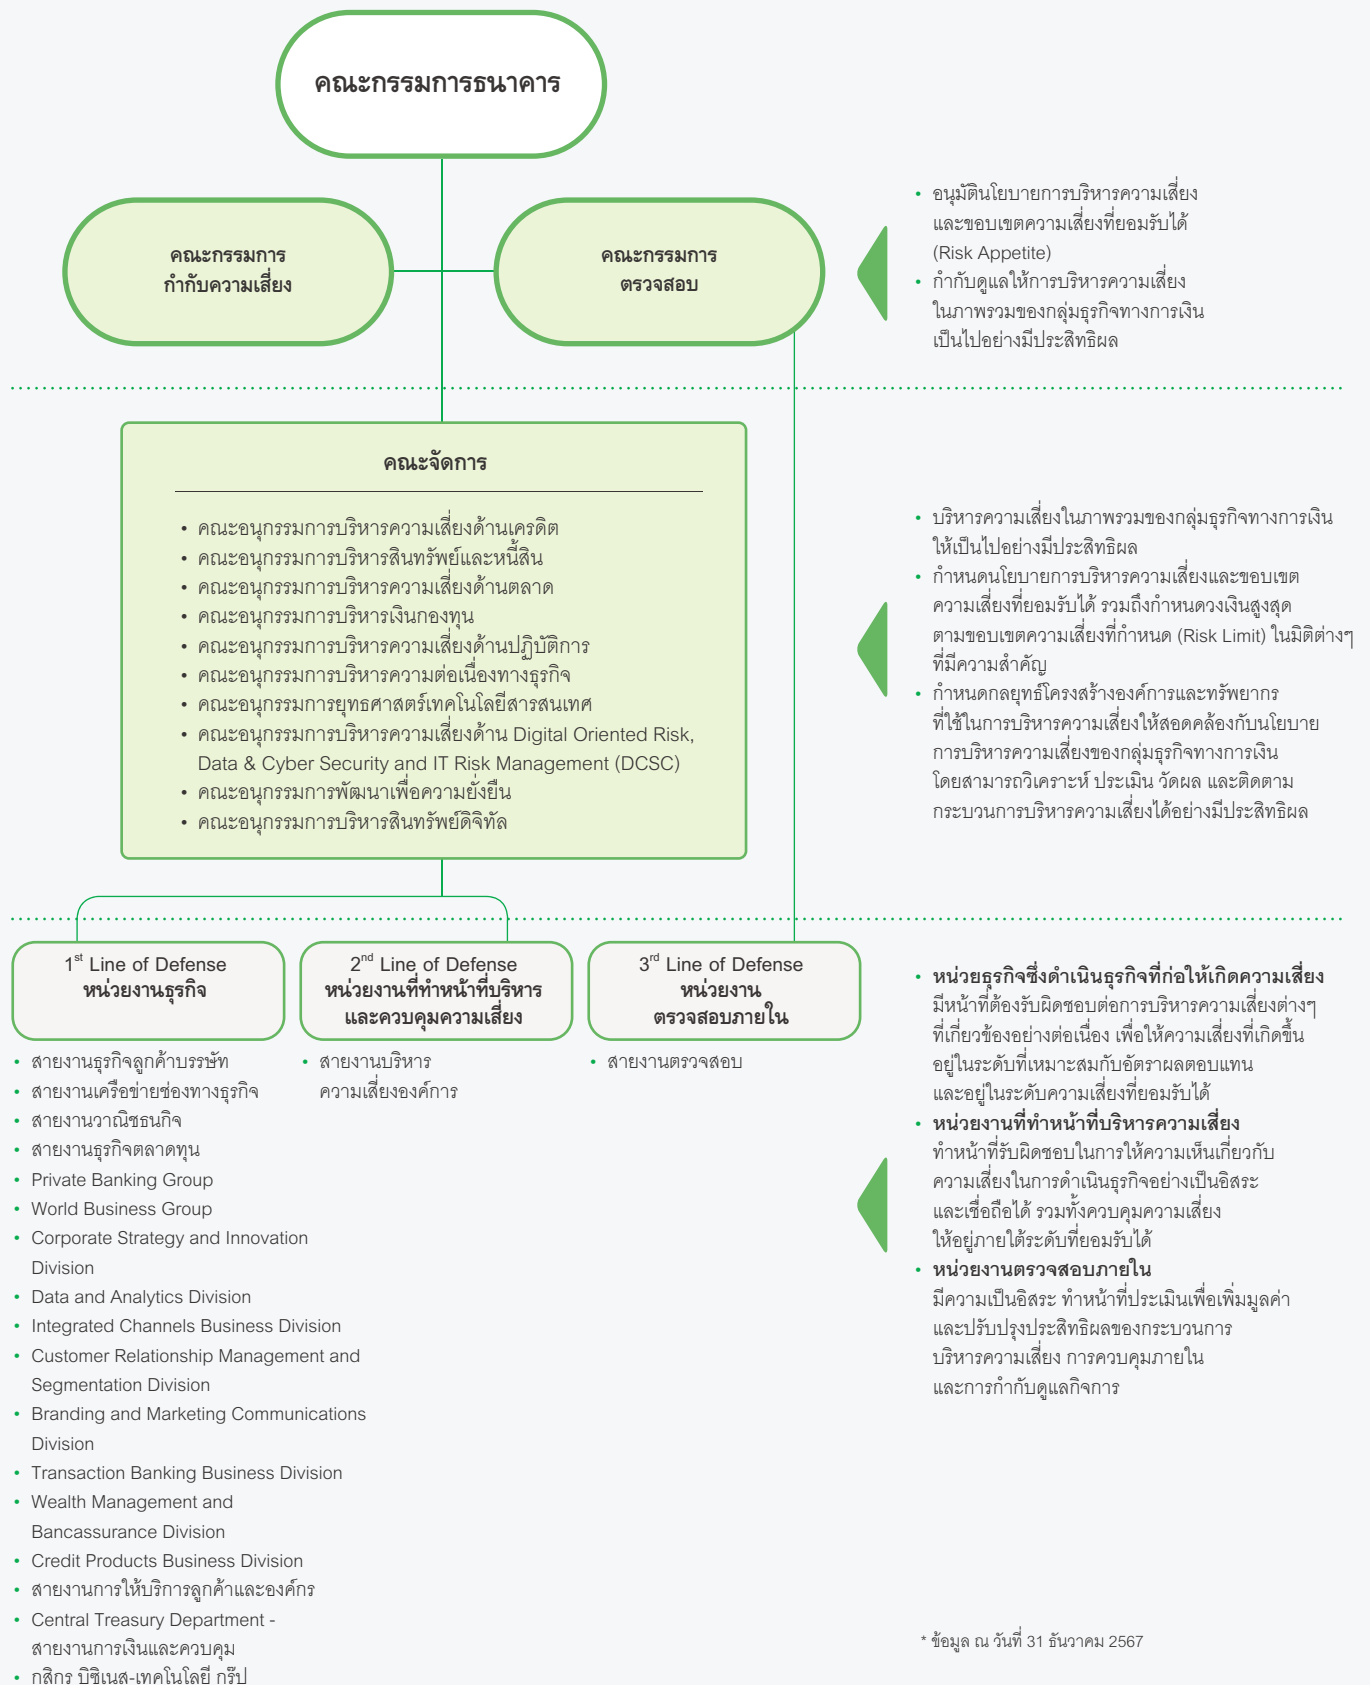 คณะกรรมการธนาคาร
คณะกรรมการ
กำกับความเสี่ยง
คณะกรรมการ
ตรวจสอบ
• อนุมัตินโยบายการบริหารความเสี่ยง
และขอบเขตความเสี่ยงที่ยอมรับได้
(Risk Appetite)
• กำกับดูแลให้การบริหารความเสี่ยง
ในภาพรวมของกลุ่มธุรกิจทางการเงิน
เป็นไปอย่างมีประสิทธิผล
คณะจัดการ
• คณะอนุกรรมการบริหารความเสี่ยงด้านเครดิต
• คณะอนุกรรมการบริหารสินทรัพย์และหนี้สิน
• คณะอนุกรรมการบริหารความเสี่ยงด้านตลาด
• คณะอนุกรรมการบริหารเงินกองทุน
• คณะอนุกรรมการบริหารความเสี่ยงด้านปฏิบัติการ
• คณะอนุกรรมการบริหารความต่อเนื่องทางธุรกิจ
• คณะอนุกรรมการยุทธศาสตร์เทคโนโลยีสารสนเทศ
• คณะอนุกรรมการบริหารความเสี่ยงด้าน Digital Oriented Risk,
Data & Cyber Security and IT Risk Management (DCSC)
• คณะอนุกรรมการพัฒนาเพื่อความยั่งยืน
• คณะอนุกรรมการบริหารสินทรัพย์ดิจิทัล
• บริหารความเสี่ยงในภาพรวมของกลุ่มธุรกิจทางการเงิน
ให้เป็นไปอย่างมีประสิทธิผล
• กำหนดนโยบายการบริหารความเสี่ยงและขอบเขต
ความเสี่ยงที่ยอมรับได้ รวมถึงกำหนดวงเงินสูงสุด
ตามขอบเขตความเสี่ยงที่กำหนด (Risk Limit) ในมิติต่างๆ
ที่มีความสำคัญ
• กำหนดกลยุทธ์โครงสร้างองค์การและทรัพยากร
ที่ใช้ในการบริหารความเสี่ยงให้สอดคล้องกับนโยบาย
การบริหารความเสี่ยงของกลุ่มธุรกิจทางการเงิน
โดยสามารถวิเคราะห์ ประเมิน วัดผล และติดตาม
กระบวนการบริหารความเสี่ยงได้อย่างมีประสิทธิผล
1st Line of Defense
หน่วยงานธุรกิจ
• สายงานธุรกิจลูกค้าบรรษัท
• สายงานเครือข่ายช่องทางธุรกิจ
• สายงานวาณิชธนกิจ
• สายงานธุรกิจตลาดทุน
• Private Banking Group
• World Business Group
• Corporate Strategy and Innovation
Division
• Data and Analytics Division
• Integrated Channels Business Division
• Customer Relationship Management and
Segmentation Division
• Branding and Marketing Communications
Division
• Transaction Banking Business Division
• Wealth Management and
Bancassurance Division
• Credit Products Business Division
• สายงานการให้บริการลูกค้าและองค์กร
• Central Treasury Department -
สายงานการเงินและควบคุม
• กสิกร บิซิเนส-เทคโนโลยี กรุ๊ป
2nd Line of Defense
หน่วยงานที่ทำหน้าที่บริหาร
และควบคุมความเสี่ยง
• สายงานบริหาร
ความเสี่ยงองค์การ
3rd Line of Defense
หน่วยงาน
ตรวจสอบภายใน
• สายงานตรวจสอบ
• หน่วยธุรกิจซึ่งดำเนินธุรกิจที่ก่อให้เกิดความเสี่ยง
มีหน้าที่ต้องรับผิดชอบต่อการบริหารความเสี่ยงต่างๆ
ที่เกี่ยวข้องอย่างต่อเนื่อง เพื่อให้ความเสี่ยงที่เกิดขึ้น
อยู่ในระดับที่เหมาะสมกับอัตราผลตอบแทน
และอยู่ในระดับความเสี่ยงที่ยอมรับได้
• หน่วยงานที่ทำหน้าที่บริหารความเสี่ยง
ทำหน้าที่รับผิดชอบในการให้ความเห็นเกี่ยวกับ
ความเสี่ยงในการดำเนินธุรกิจอย่างเป็นอิสระ
และเชื่อถือได้ รวมทั้งควบคุมความเสี่ยง
ให้อยู่ภายใต้ระดับที่ยอมรับได้
• หน่วยงานตรวจสอบภายใน
มีความเป็นอิสระ ทำหน้าที่ประเมินเพื่อเพิ่มมูลค่า
และปรับปรุงประสิทธิผลของกระบวนการ
บริหารความเสี่ยง การควบคุมภายใน
และการกำกับดูแลกิจการ
* ข้อมูล ณ วันที่ 31 ธันวาคม 2567